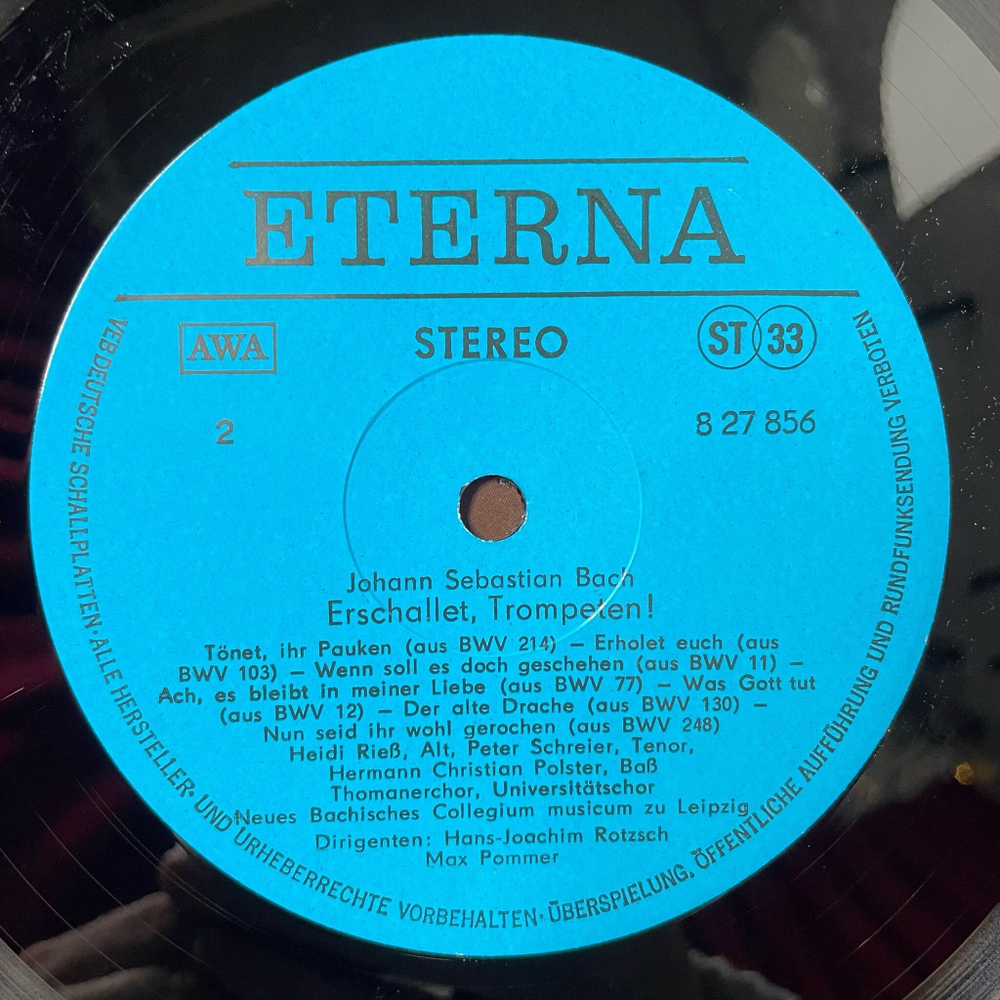 ETERNA
AWA
STEREO
ST 33
2
8 27 856
Johann Sebastian Bach
Erschallet, Trompeten!
Tönet, ihr Pauken (aus BWV 214) – Erholet euch (aus
BWV 103) – Wenn soll es doch geschehen (aus BWV 11) –
Ach, es bleibt in meiner Liebe (aus BWV 77) – Was Gott tut
(aus BWV 12) – Der alte Drache (aus BWV 130) –
Nun seid ihr wohl gerochen (aus BWV 248)
Heidi Rieß, Alt, Peter Schreier, Tenor,
Hermann Christian Polster, Baß
Thomanerchor, Universitätschor
Neues Bachisches Collegium musicum zu Leipzig
Dirigenten: Hans-Joachim Rotzsch
Max Pommer
VEB DEUTSCHE SCHALLPLATTEN · ALLE HERSTELLER- UND URHEBERRECHTE VORBEHALTEN · ÜBERSPIELUNG, ÖFFENTLICHE AUFFÜHRUNG UND RUNDFUNKSENDUNG VERBOTEN